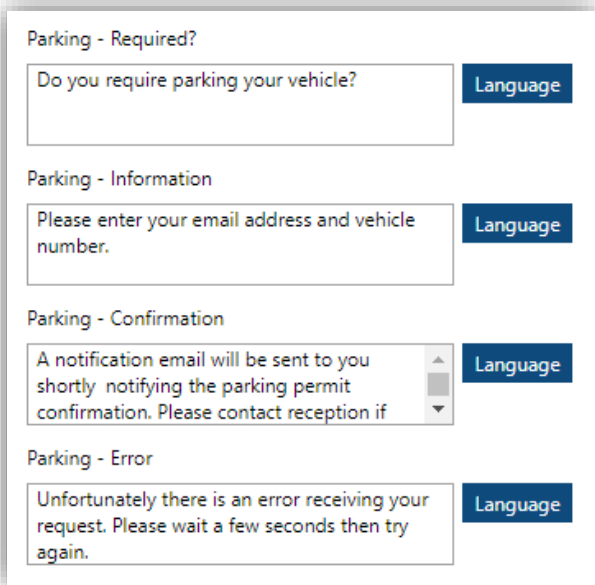 Parking - Required?
Do you require parking your vehicle?
Language
Parking - Information
Please enter your email address and vehicle
number.
Language
Parking - Confirmation
A notification email will be sent to you
shortly  notifying the parking permit
confirmation. Please contact reception if
Language
Parking - Error
Unfortunately there is an error receiving your
request. Please wait a few seconds then try
again.
Language